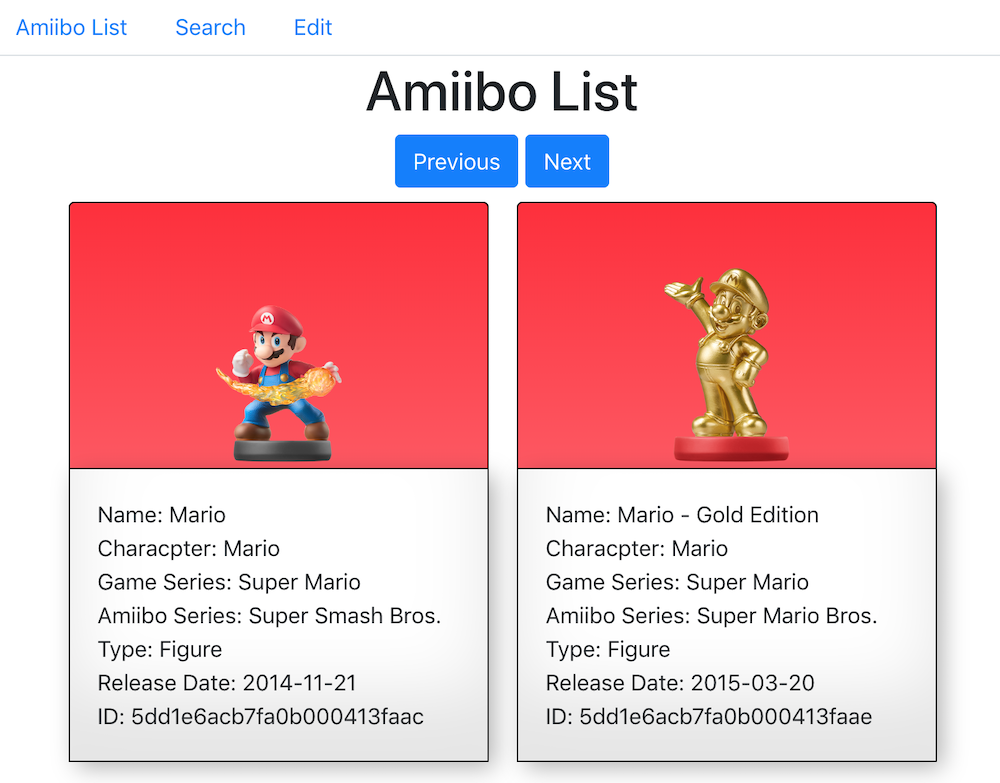 Amiibo List Search Edit
Amiibo List
Previous Next
Name: Mario
Characpter: Mario
Game Series: Super Mario
Amiibo Series: Super Smash Bros.
Type: Figure
Release Date: 2014-11-21
ID: 5dd1e6acb7fa0b000413faac
Name: Mario - Gold Edition
Characpter: Mario
Game Series: Super Mario
Amiibo Series: Super Mario Bros.
Type: Figure
Release Date: 2015-03-20
ID: 5dd1e6acb7fa0b000413faae